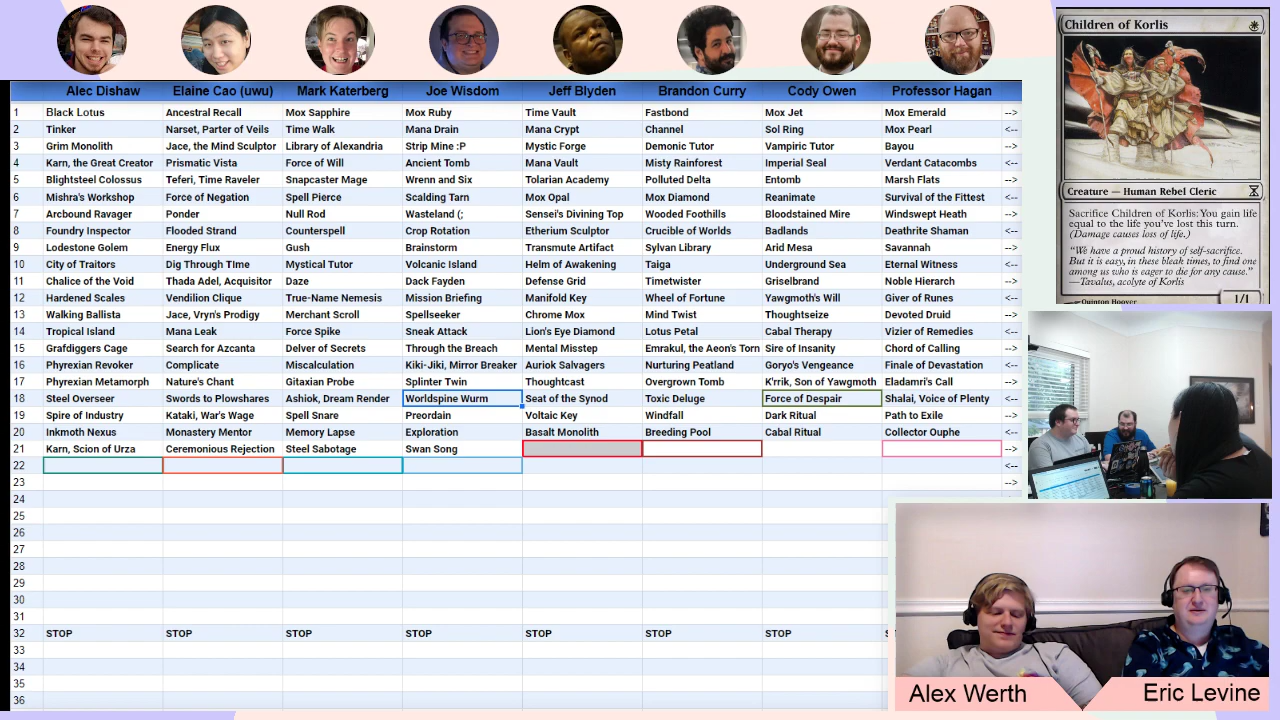 Alec Dishaw Elaine Cao (uwu) Mark Katerberg Joe Wisdom Jeff Blyden Brandon Curry Cody Owen Professor Hagan
1 Black Lotus Ancestral Recall Mox Sapphire Mox Ruby Time Vault Fastbond Mox Jet Mox Emerald -->
2 Tinker Narset, Parter of Veils Time Walk Mana Drain Mana Crypt Channel Sol Ring Mox Pearl <--
3 Grim Monolith Jace, the Mind Sculptor Library of Alexandria Strip Mine :P Mystic Forge Demonic Tutor Vampiric Tutor Bayou -->
4 Karn, the Great Creator Prismatic Vista Force of Will Ancient Tomb Mana Vault Misty Rainforest Imperial Seal Verdant Catacombs <--
5 Blightsteel Colossus Teferi, Time Raveler Snapcaster Mage Wrenn and Six Tolarian Academy Polluted Delta Entomb Marsh Flats -->
6 Mishra's Workshop Force of Negation Spell Pierce Scalding Tarn Mox Opal Mox Diamond Reanimate Survival of the Fittest <--
7 Arcbound Ravager Ponder Null Rod Wasteland (; Sensei's Divining Top Wooded Foothills Bloodstained Mire Windswept Heath -->
8 Foundry Inspector Flooded Strand Counterspell Crop Rotation Etherium Sculptor Crucible of Worlds Badlands Deathrite Shaman <--
9 Lodestone Golem Energy Flux Gush Brainstorm Transmute Artifact Sylvan Library Arid Mesa Savannah -->
10 City of Traitors Dig Through TIme Mystical Tutor Volcanic Island Helm of Awakening Taiga Underground Sea Eternal Witness <--
11 Chalice of the Void Thada Adel, Acquisitor Daze Dack Fayden Defense Grid Timetwister Griselbrand Noble Hierarch -->
12 Hardened Scales Vendilion Clique True-Name Nemesis Mission Briefing Manifold Key Wheel of Fortune Yawgmoth's Will Giver of Runes <--
13 Walking Ballista Jace, Vryn's Prodigy Merchant Scroll Spellseeker Chrome Mox Mind Twist Thoughtseize Devoted Druid -->
14 Tropical Island Mana Leak Force Spike Sneak Attack Lion's Eye Diamond Lotus Petal Cabal Therapy Vizier of Remedies <--
15 Grafdiggers Cage Search for Azcanta Delver of Secrets Through the Breach Mental Misstep Emrakul, the Aeon's Torn Sire of Insanity Chord of Calling -->
16 Phyrexian Revoker Complicate Miscalculation Kiki-Jiki, Mirror Breaker Auriok Salvagers Nurturing Peatland Goryo's Vengeance Finale of Devastation <--
17 Phyrexian Metamorph Nature's Chant Gitaxian Probe Splinter Twin Thoughtcast Overgrown Tomb K'rrik, Son of Yawgmoth Eladamri's Call -->
18 Steel Overseer Swords to Plowshares Ashiok, Dream Render Worldspine Wurm Seat of the Synod Toxic Deluge Force of Despair Shalai, Voice of Plenty <--
19 Spire of Industry Kataki, War's Wage Spell Snare Preordain Voltaic Key Windfall Drik Ritual Path to Exile -->
20 Inkmoth Nexus Monastery Mentor Memory Lapse Exploration Basalt Monolith Breeding Pool Cabal Ritual Collector Ouphe <--
21 Karn, Scion of Urza Ceremonious Rejection Steel Sabotage Swan Song -->
22 <--
23 -->
24
25
26
27
28
29
30
31
32 STOP STOP STOP STOP STOP STOP STOP
33
34
35
36
Children of Korlis
Creature — Human Rebel Cleric
Sacrifice Children of Korlis: You gain life
equal to the life you've lost this turn.
(Damage causes loss of life.)
"We have a proud history of self-sacrifice.
But it is easy, in these bleak times, to find one
among us who is eager to die for any cause."
—Tavalus, acolyte of Korlis
1/1
Quinton Hoover
Alex Werth
Eric Levine